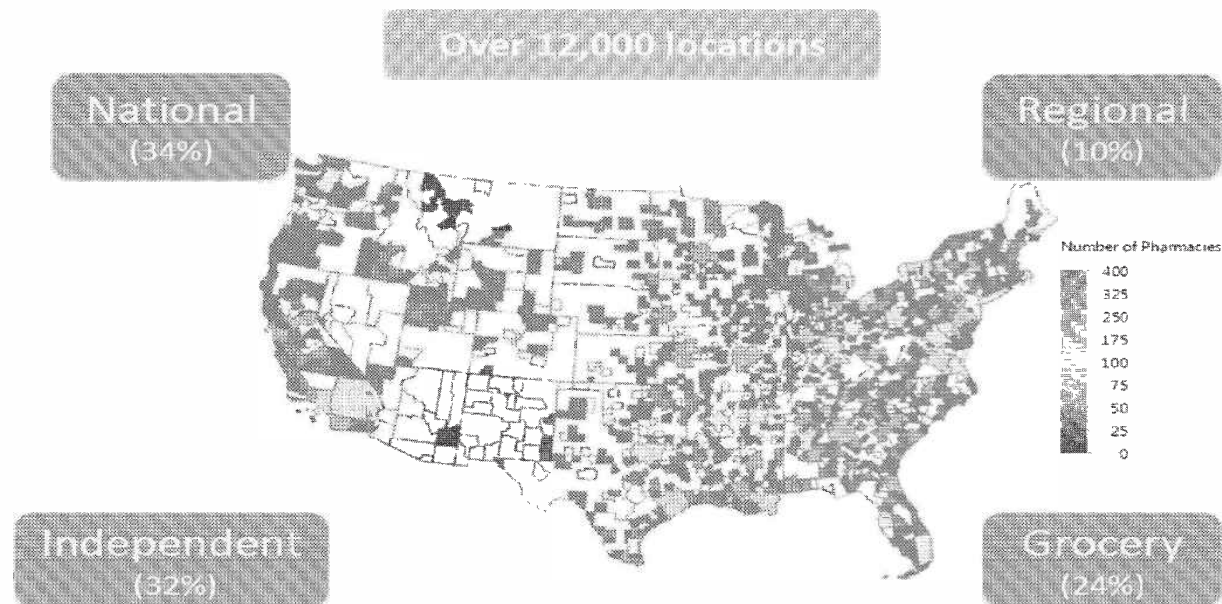 Over 12,000 locations
National
(34%)
Regional
(10%)
Number of Pharmacies
400
325
250
175
100
75
50
25
0
Independent
(32%)
Grocery
(24%)